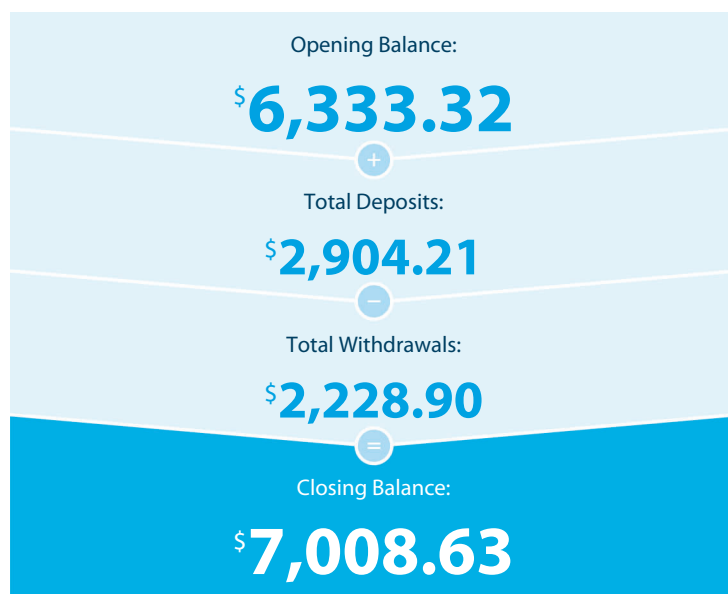 Opening Balance:
$6,333.32
+
Total Deposits:
$2,904.21
−
Total Withdrawals:
$2,228.90
=
Closing Balance:
$7,008.63